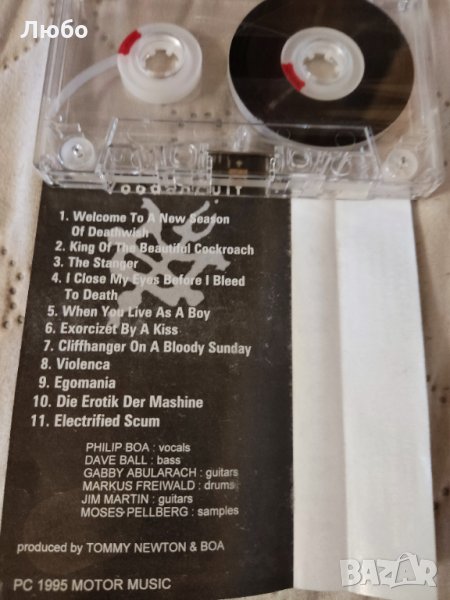 Любо
1. Welcome To A New Season
Of Deathwish
2. King Of The Beautiful Cockroach
3. The Stanger
4. I Close My Eyes Before I Bleed
To Death
5. When You Live As A Boy
6. Exorcizet By A Kiss
7. Cliffhanger On A Bloody Sunday
8. Violenca
9. Egomania
10. Die Erotik Der Mashine
11. Electrified Scum
PHILIP BOA : vocals
DAVE BALL : bass
GABBY ABULARACH : guitars
MARKUS FREIWALD : drums
JIM MARTIN : guitars
MOSES PELLBERG : samples
produced by TOMMY NEWTON & BOA
PC 1995 MOTOR MUSIC
BAZAR